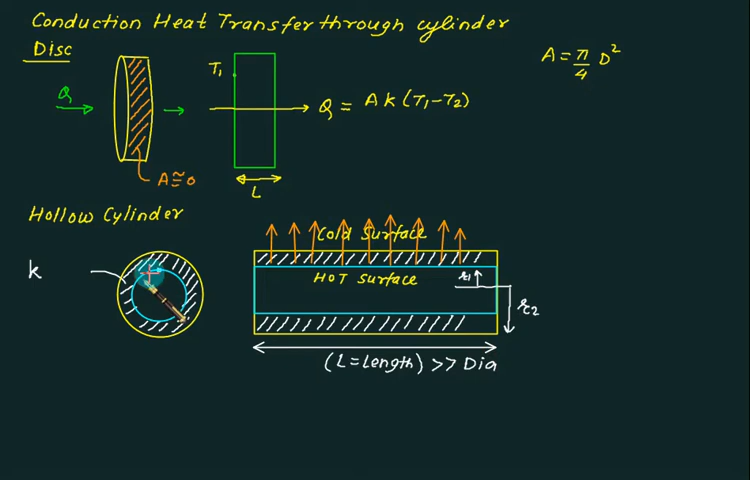 Conduction Heat Transfer through cylinder
Disc
A = π/4 D²
T₁
Q
Q = A k (T₁ - T₂)
A ≅ 0
L
Hollow Cylinder
Cold Surface
k
HOT Surface
r₁
r₂
(L = Length) >> Dia